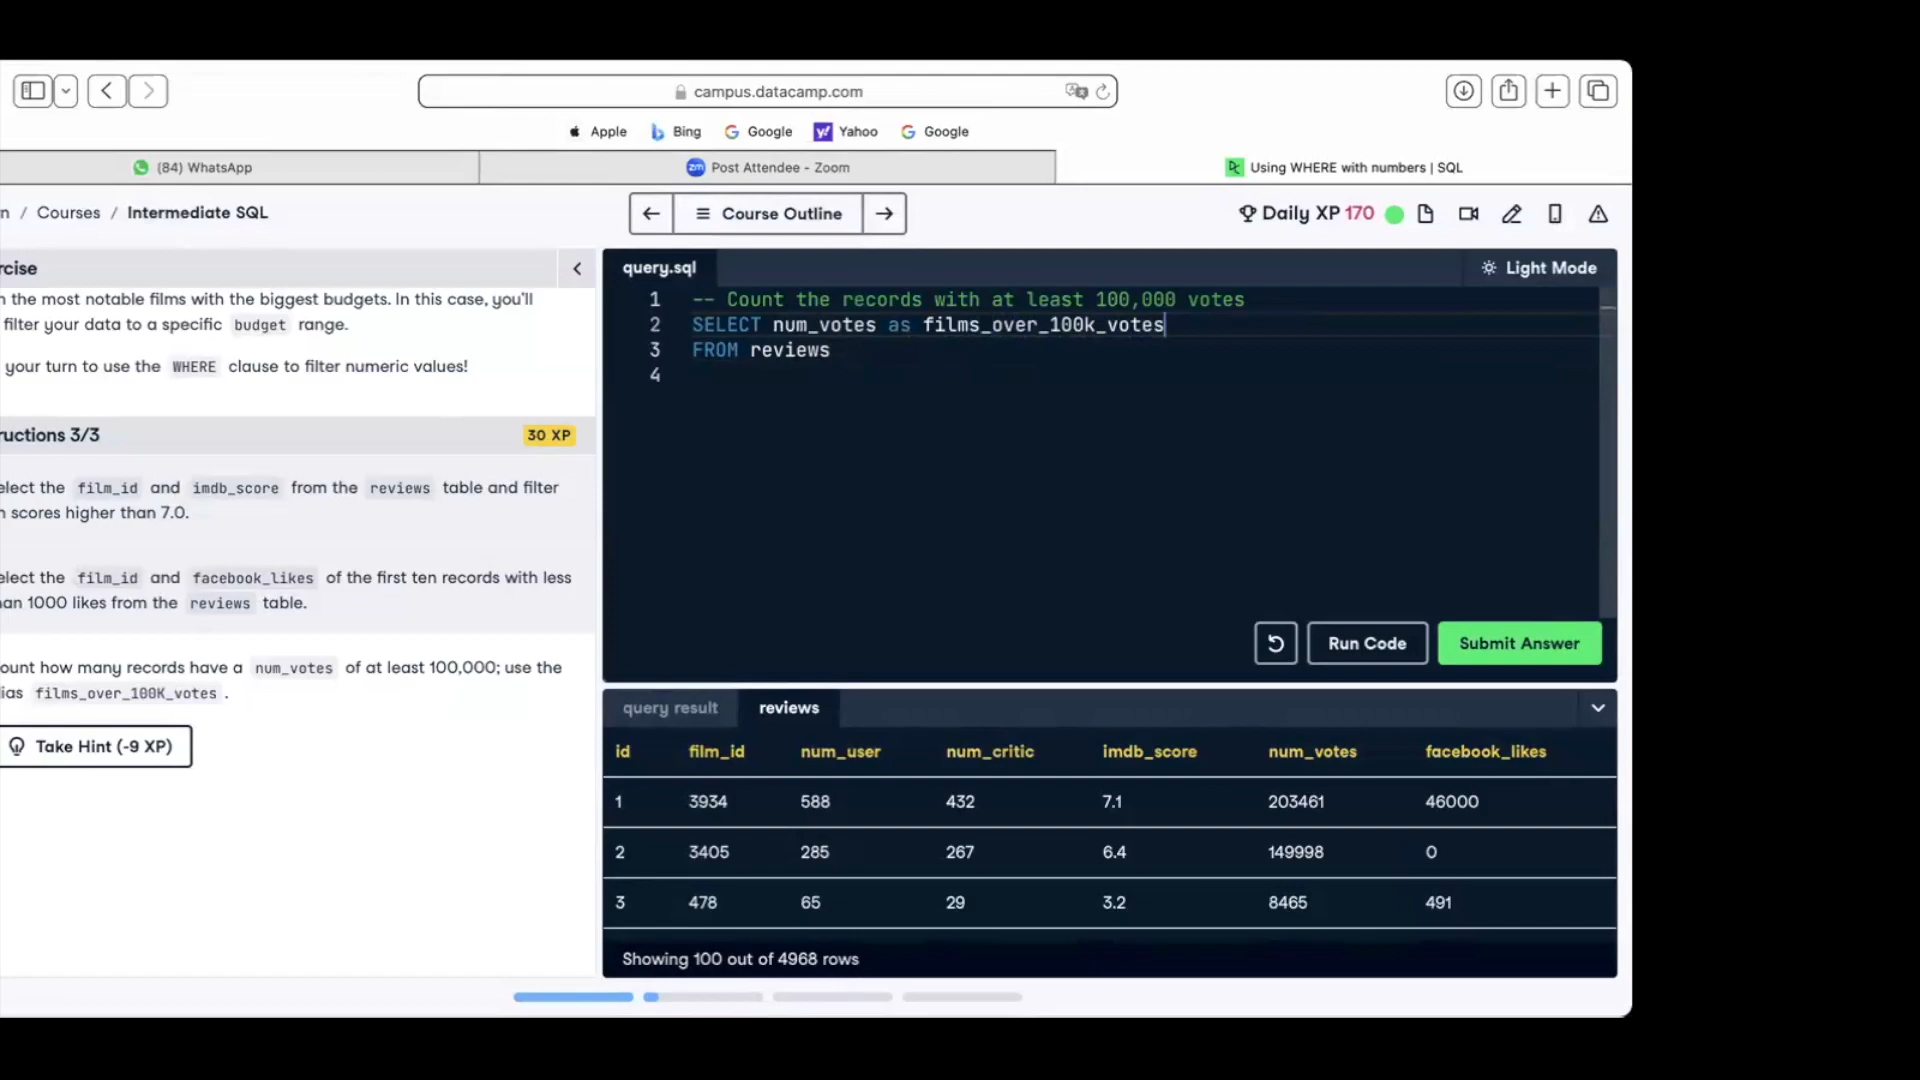 campus.datacamp.com
Apple Bing Google Yahoo Google
(84) WhatsApp Post Attendee - Zoom Using WHERE with numbers | SQL
n / Courses / Intermediate SQL
Course Outline
Daily XP 170
rcise
n the most notable films with the biggest budgets. In this case, you'll
filter your data to a specific budget range.
your turn to use the WHERE clause to filter numeric values!
ructions 3/3
30 XP
elect the film_id and imdb_score from the reviews table and filter
n scores higher than 7.0.
elect the film_id and facebook_likes of the first ten records with less
an 1000 likes from the reviews table.
ount how many records have a num_votes of at least 100,000; use the
ias films_over_100K_votes .
Take Hint (-9 XP)
query.sql
Light Mode
1 -- Count the records with at least 100,000 votes
2 SELECT num_votes as films_over_100k_votes
3 FROM reviews
4
Run Code
Submit Answer
query result reviews
id film_id num_user num_critic imdb_score num_votes facebook_likes
1 3934 588 432 7.1 203461 46000
2 3405 285 267 6.4 149998 0
3 478 65 29 3.2 8465 491
Showing 100 out of 4968 rows